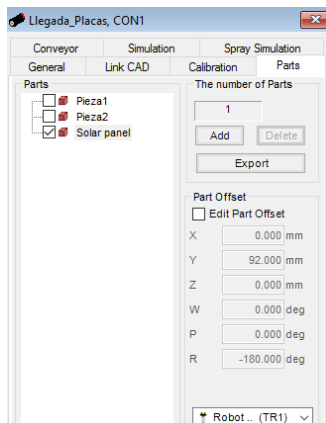 Llegada_Placas, CON1
Conveyor Simulation Spray Simulation
General Link CAD Calibration Parts
Parts
Pieza1
Pieza2
Solar panel
The number of Parts
1
Add Delete
Export
Part Offset
Edit Part Offset
X 0.000 mm
Y 92.000 mm
Z 0.000 mm
W 0.000 deg
P 0.000 deg
R -180.000 deg
Robot .. (TR1)